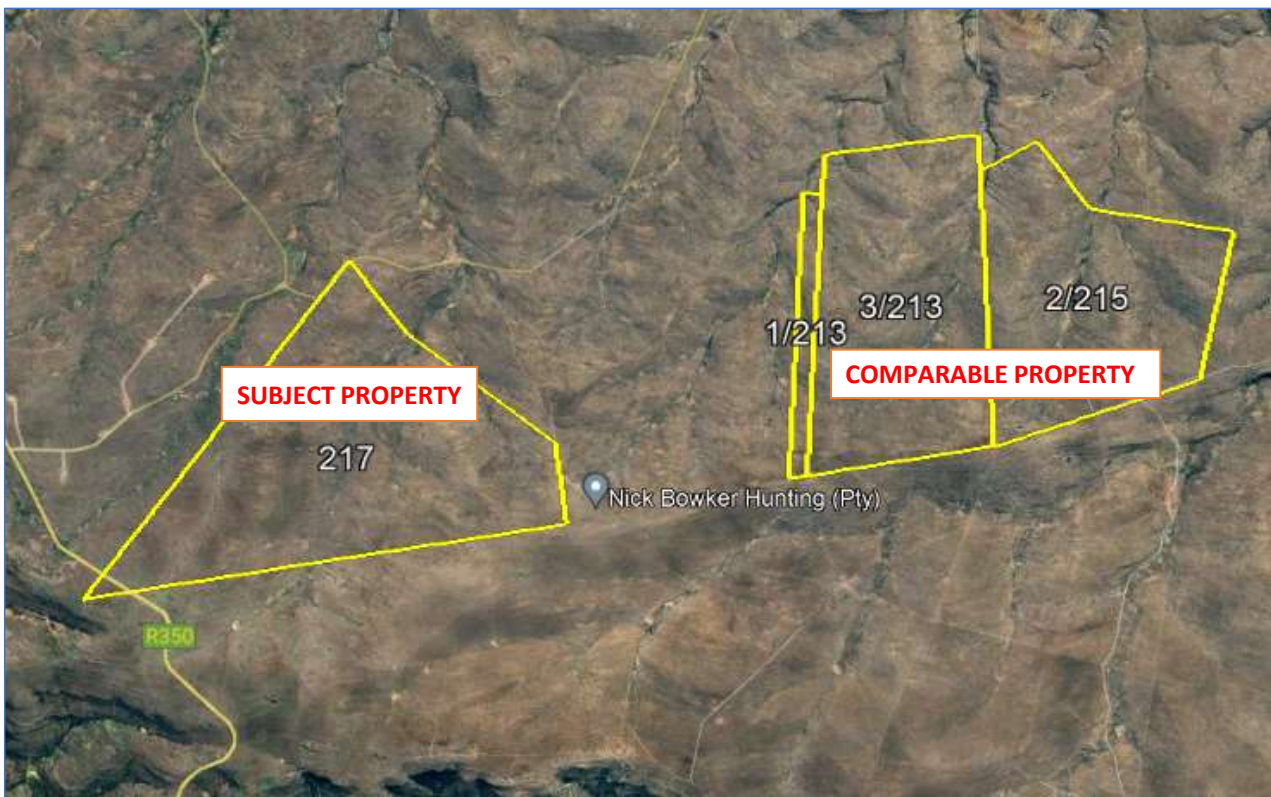 2/215
3/213
1/213
COMPARABLE PROPERTY
SUBJECT PROPERTY
217
Nick Bowker Hunting (Pty)
R350